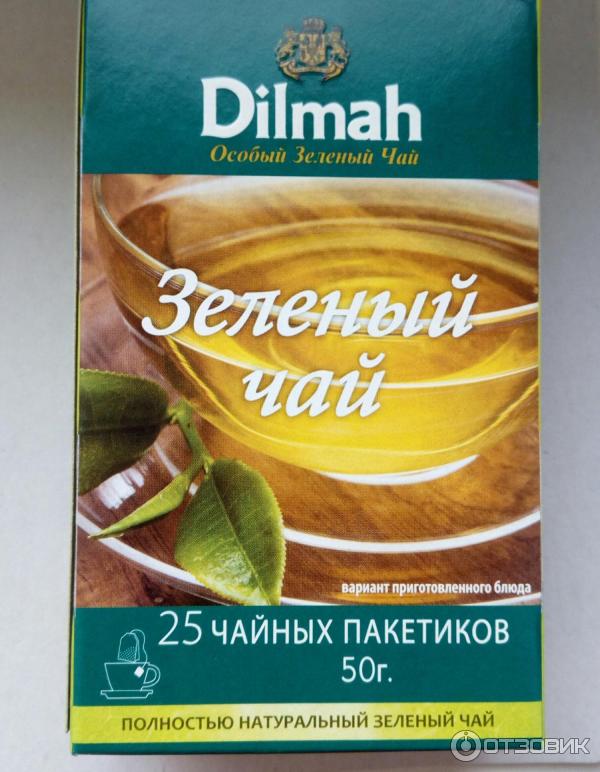 Dilmah
Особый Зеленый Чай
Зеленый
чай
вариант приготовленного блюда
25 ЧАЙНЫХ ПАКЕТИКОВ
50г.
ПОЛНОСТЬЮ НАТУРАЛЬНЫЙ ЗЕЛЕНЫЙ ЧАЙ
ОТЗОВИК